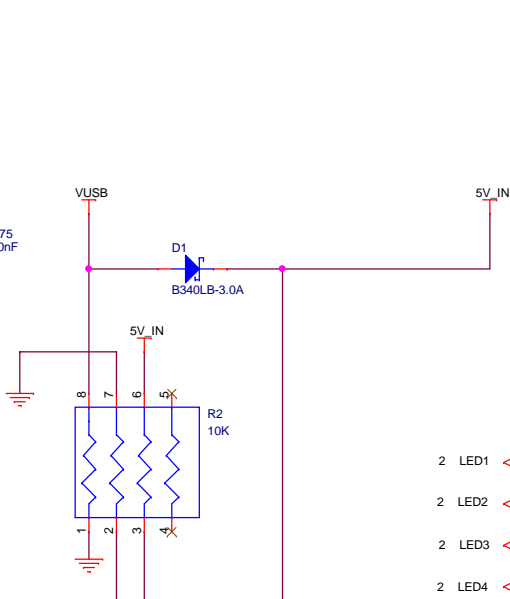 VUSB
5V_IN
75
0nF
D1
B340LB-3.0A
5V_IN
8 7 6 5
R2
10K
1 2 3 4
2 LED1
2 LED2
2 LED3
2 LED4